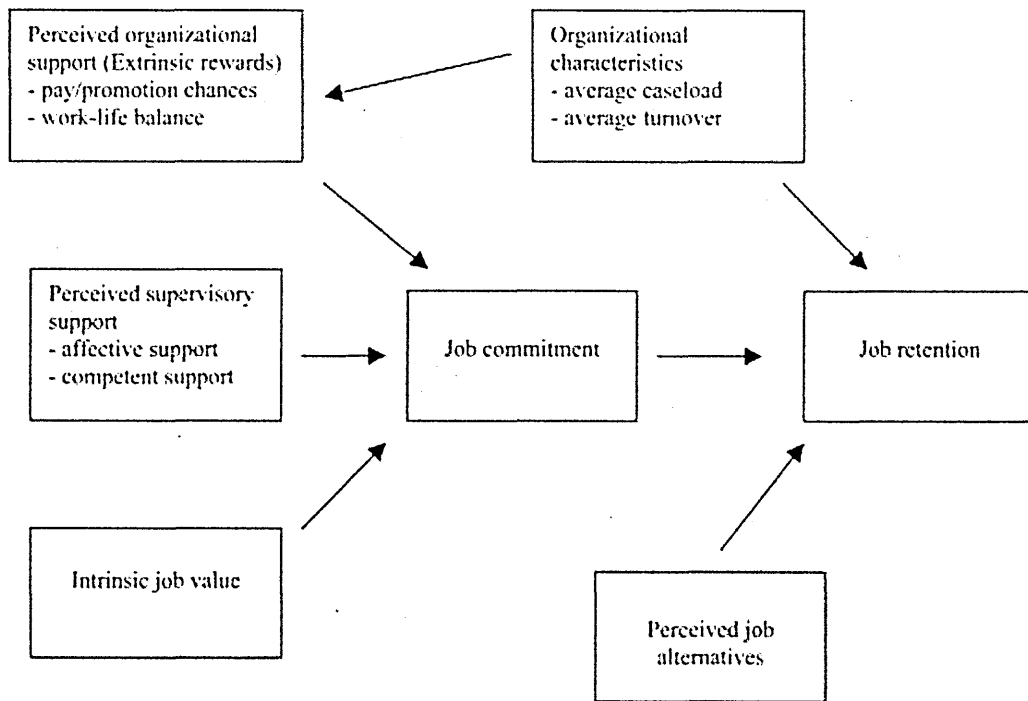 Perceived organizational
support (Extrinsic rewards)
- pay/promotion chances
- work-life balance
Organizational
characteristics
- average caseload
- average turnover
Perceived supervisory
support
- affective support
- competent support
Job commitment
Job retention
Intrinsic job value
Perceived job
alternatives